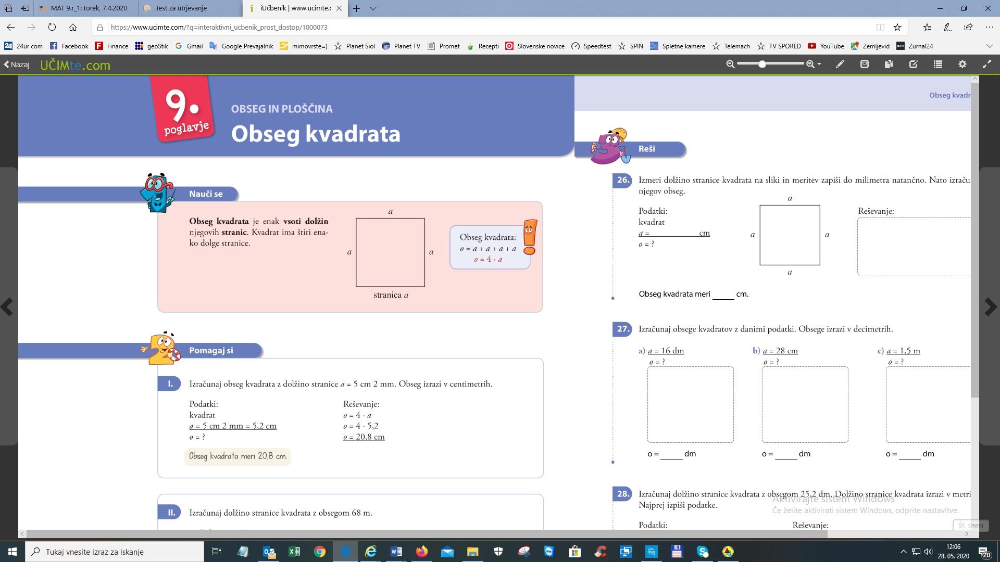 MAT 9.r_1: torek, 7.4.2020
Test za utrjevanje
iUčbenik | www.ucimte.c
https://www.ucimte.com/?q=interaktivni_ucbenik_prost_dostop/1000073
24ur com
Facebook
Finance
geoStik
Gmail
Google Prevajalnik
mimovrste=)
Planet Siol
Planet TV
Promet
Recepti
Slovenske novice
Speedtest
SPIN
Spletne kamere
Telemach
TV SPORED
YouTube
Zemljevid
Zurnal24
Nazaj
UČIMte.com
9.
poglavje
OBSEG IN PLOŠČINA
Obseg kvadrata
Nauči se
Obseg kvadrata je enak vsoti dolžin
njegovih stranic. Kvadrat ima štiri ena-
ko dolge stranice.
a
a
a
stranica a
Obseg kvadrata:
o = a + a + a + a
o = 4 · a
Pomagaj si
I.
Izračunaj obseg kvadrata z dolžino stranice a = 5 cm 2 mm. Obseg izrazi v centimetrih.
Podatki:
kvadrat
a = 5 cm 2 mm = 5,2 cm
o = ?
Reševanje:
o = 4 · a
o = 4 · 5,2
o = 20,8 cm
Obseg kvadrata meri 20,8 cm.
II.
Izračunaj dolžino stranice kvadrata z obsegom 68 m.
Obseg kvadr
Reši
26.
Izmeri dolžino stranice kvadrata na sliki in meritev zapiši do milimetra natančno. Nato izraču
njegov obseg.
Podatki:
kvadrat
a = ____________ cm
o = ?
a
a
a
a
Reševanje:
Obseg kvadrata meri _____ cm.
27.
Izračunaj obsege kvadratov z danimi podatki. Obsege izrazi v decimetrih.
a) a = 16 dm
o = ?
o = _____ dm
b) a = 28 cm
o = ?
o = _____ dm
c) a = 1,5 m
o = ?
o = _____ dm
28.
Izračunaj dolžino stranice kvadrata z obsegom 25,2 dm. Dolžino stranice kvadrata izrazi v metri
Najprej izpiši podatke.
Podatki:
Reševanje:
Aktivirajte sistem Windows
Če želite aktivirati sistem Windows, odprite nastavitve.
Št. strani
Tukaj vnesite izraz za iskanje
12:06
28. 05. 2020
20